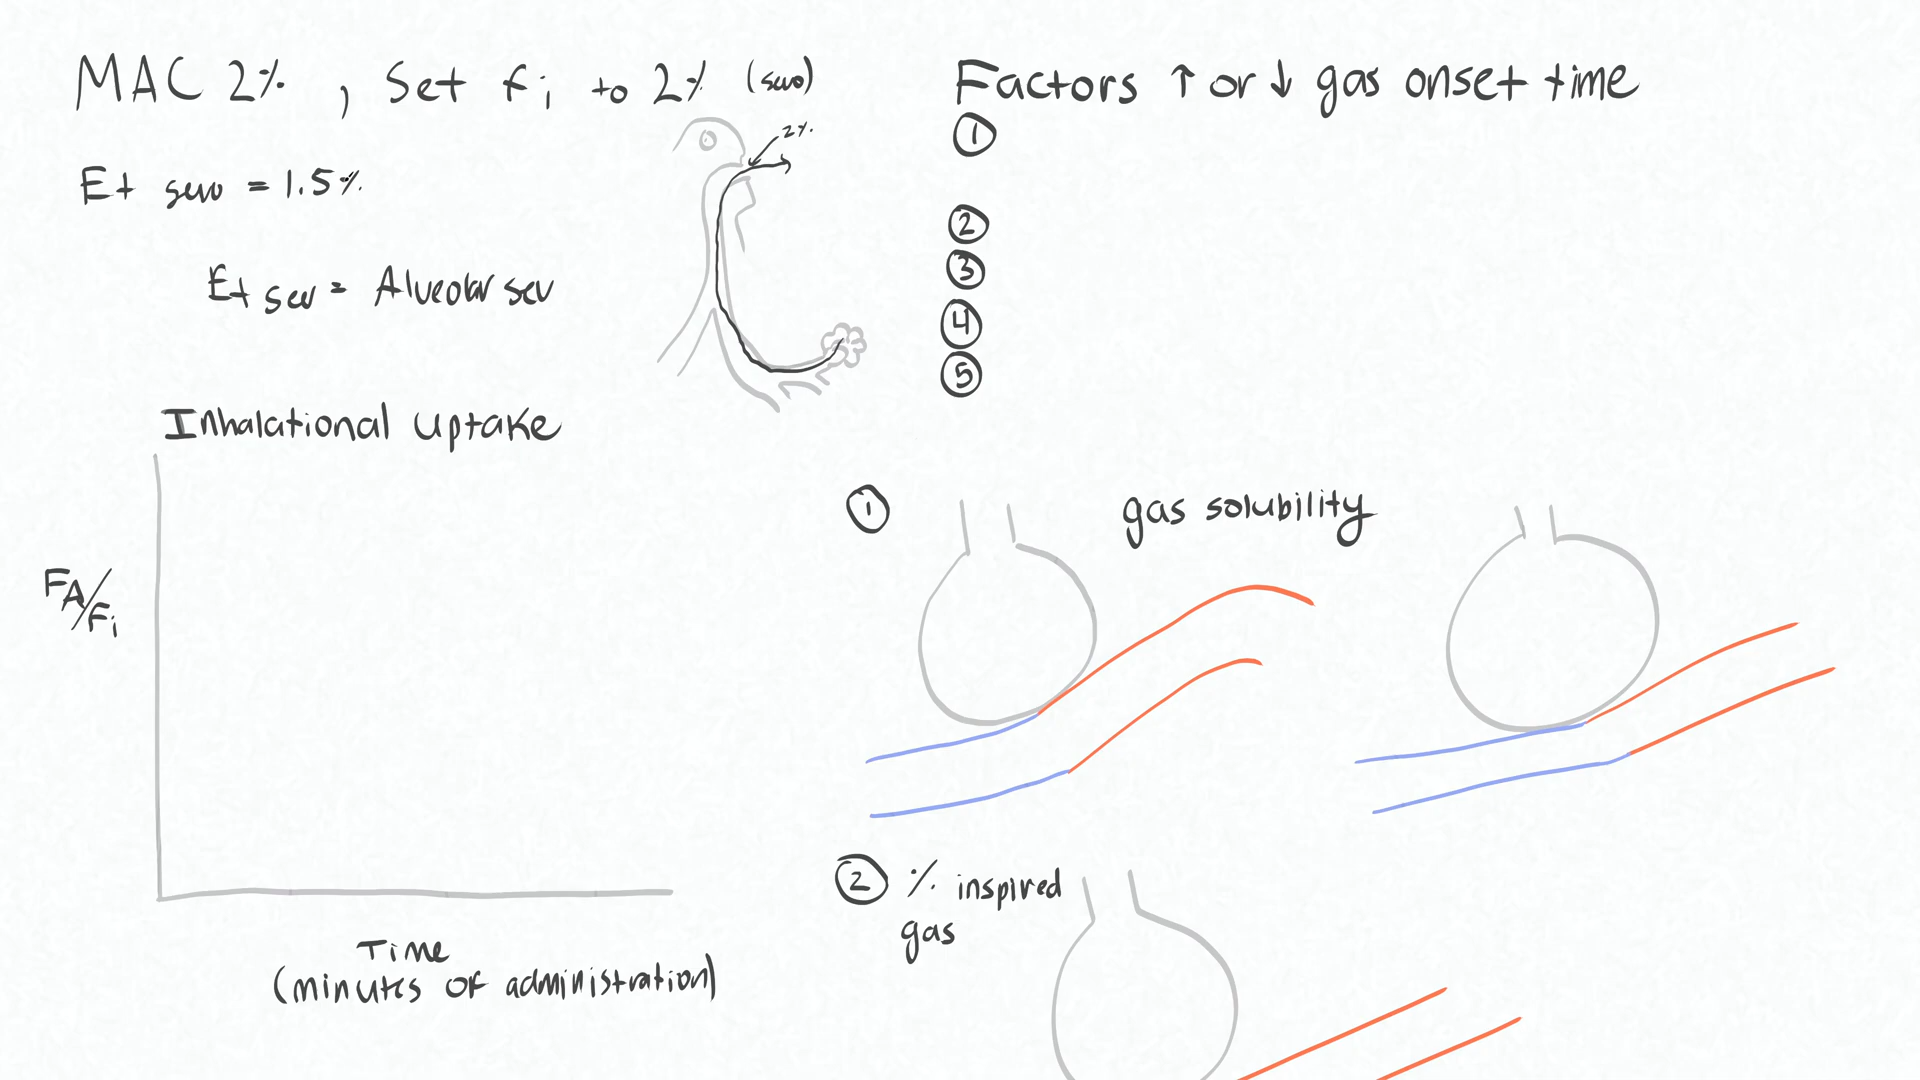 MAC 2% , Set fi to 2% (sevo)
2%.
Et sevo = 1.5%
Et sev = Alveolar sev
Inhalational uptake
FA/Fi
Time
(minutes of administration)
Factors ↑ or ↓ gas onset time
①
②
③
④
⑤
① gas solubility
② % inspired
gas